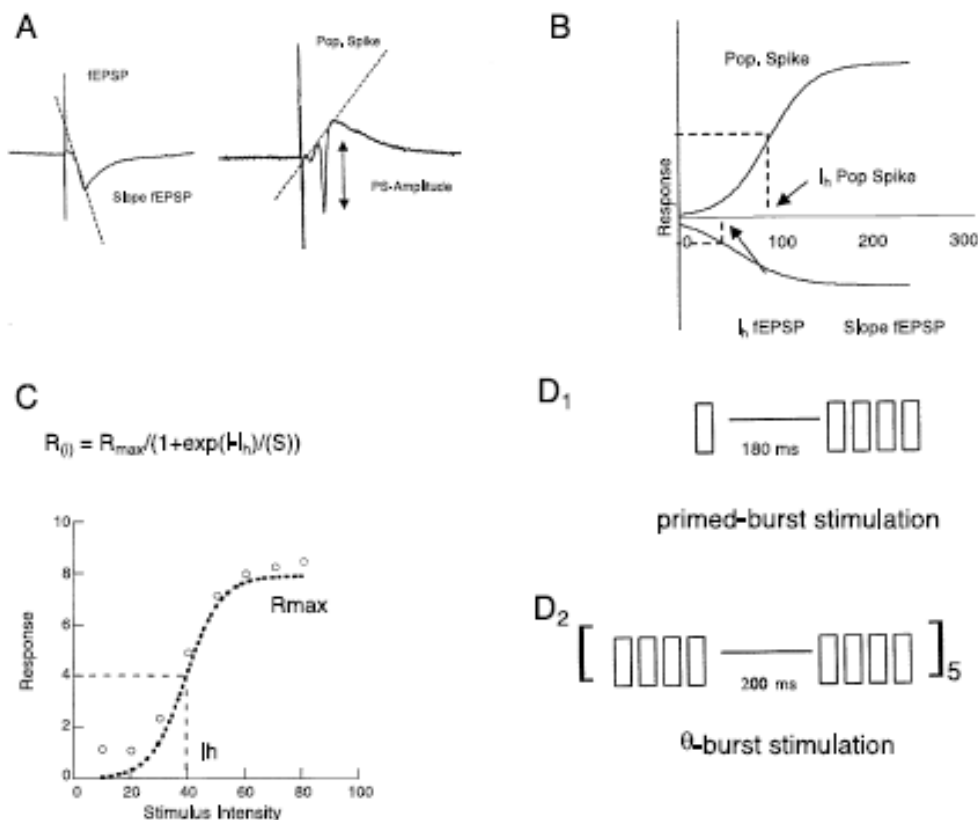 A
fEPSP
Slope fEPSP
Pop, Spike
PS-Amplitude
B
Pop, Spike
Response
Ih Pop Spike
0
100
200
300
Ih fEPSP
Slope fEPSP
C
R(i) = Rmax/(1+exp(I-Ih)/(S))
10
8
6
4
2
0
Response
Rmax
Ih
0
20
40
60
80
100
Stimulus Intensity
D1
180 ms
primed-burst stimulation
D2
[
200 ms
]5
θ-burst stimulation